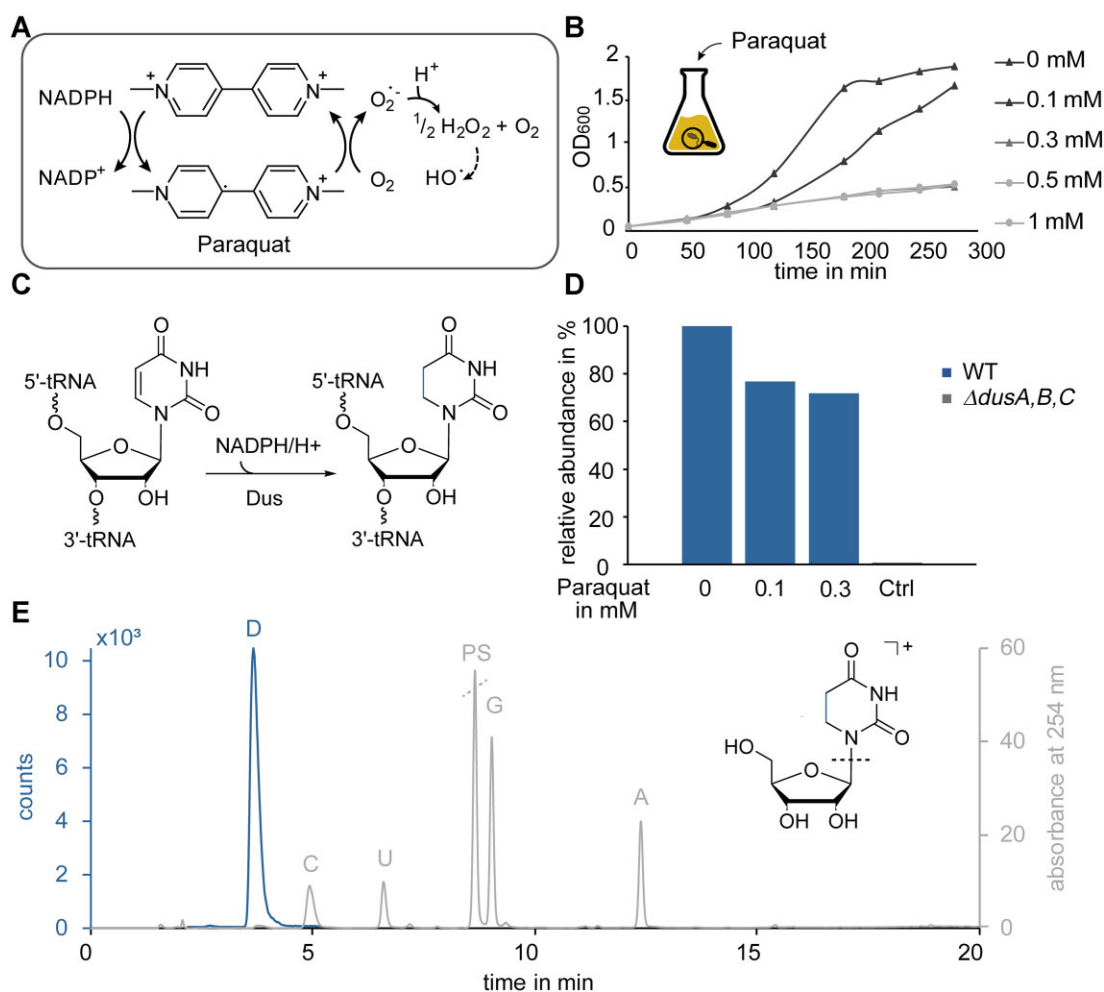 A
NADPH
NADP+
+
N
N
+
N
N
+
Paraquat
O2·-
H+
1/2 H2O2 + O2
HO·
O2
B
Paraquat
OD600
2
1.5
1
0.5
0
0 50 100 150 200 250 300
time in min
0 mM
0.1 mM
0.3 mM
0.5 mM
1 mM
C
O
NH
N
O
5'-tRNA
O
O
O
OH
3'-tRNA
NADPH/H+
Dus
O
NH
N
O
5'-tRNA
O
O
O
OH
3'-tRNA
D
relative abundance in %
100
80
60
40
20
0
Paraquat
in mM
0 0.1 0.3 Ctrl
WT
ΔdusA,B,C
E
x10³
10
8
6
4
2
0
counts
D
C
U
PS
G
A
O
NH
N
O
HO
O
OH OH
+
60
40
20
0
absorbance at 254 nm
0 5 10 15 20
time in min